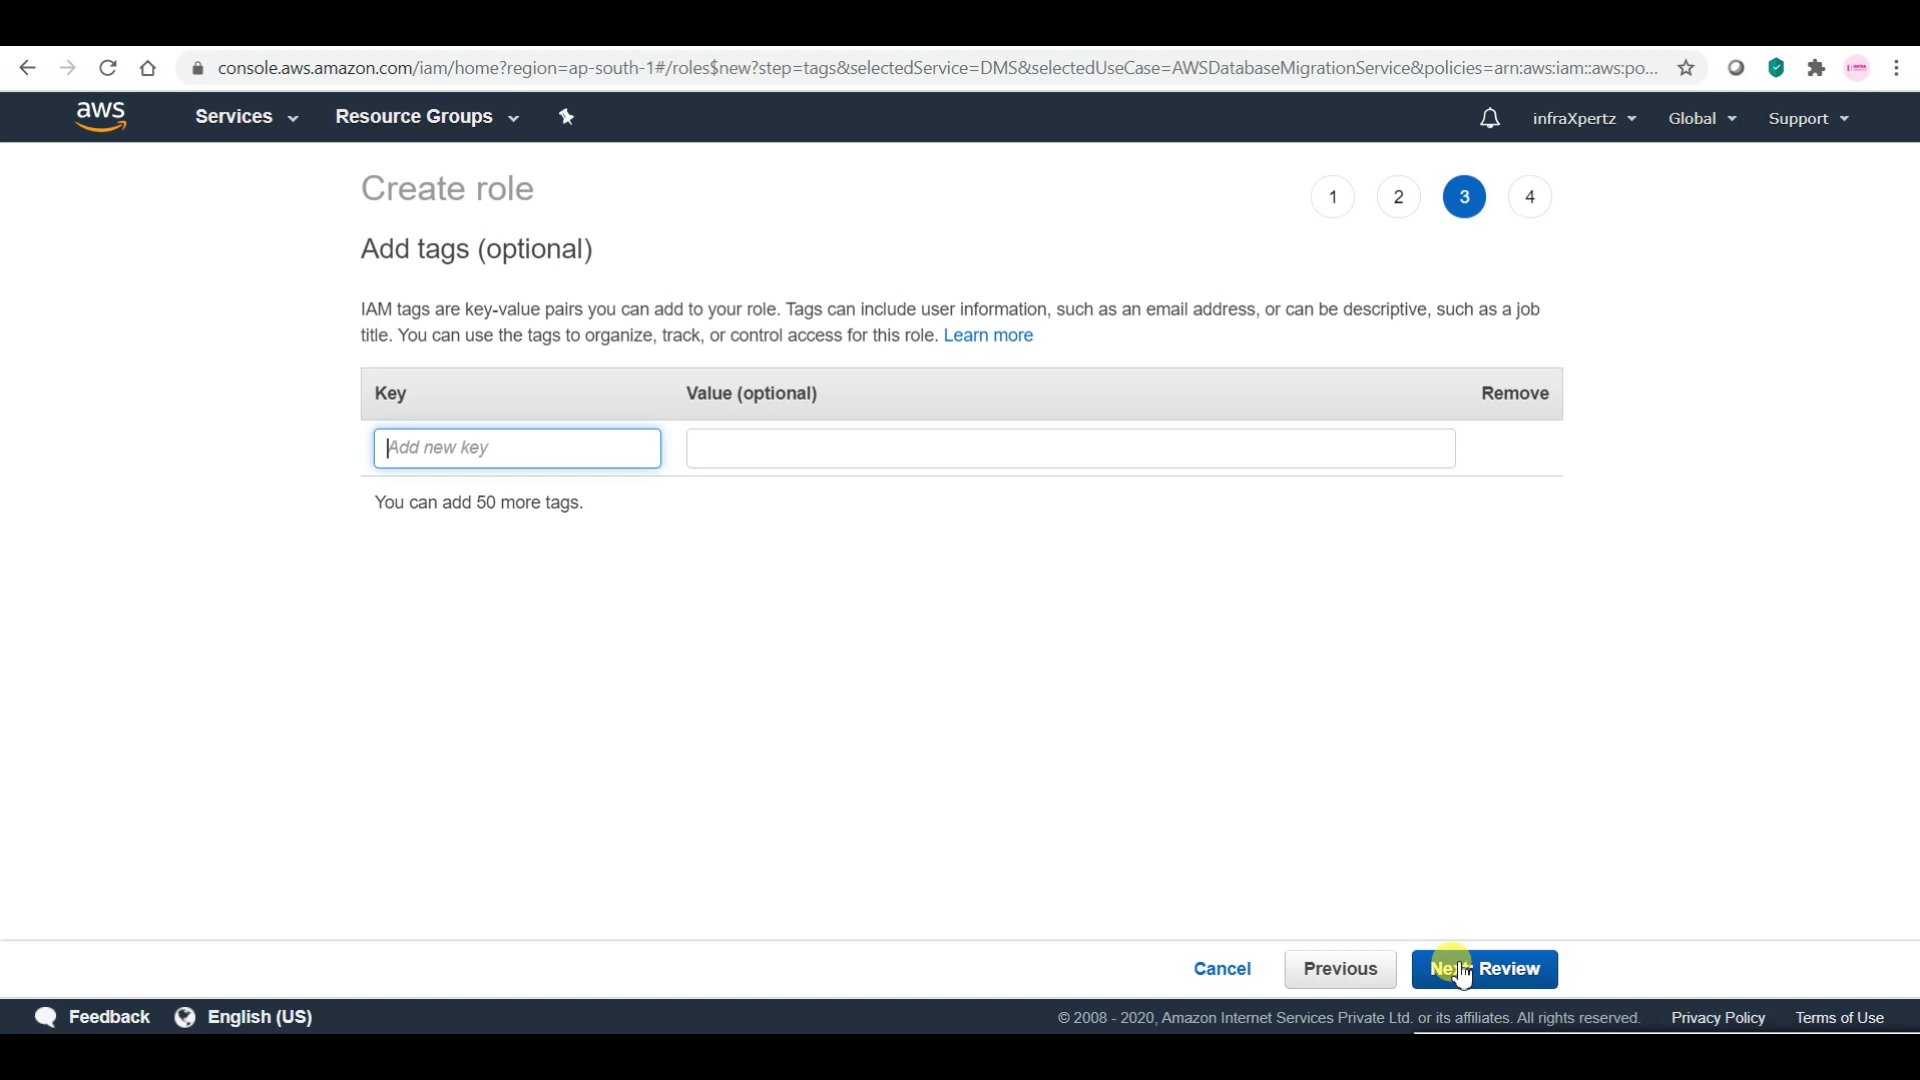 console.aws.amazon.com/iam/home?region=ap-south-1#/roles$new?step=tags&selectedService=DMS&selectedUseCase=AWSDatabaseMigrationService&policies=arn:aws:iam::aws:po...
aws Services Resource Groups infraXpertz Global Support
Create role
1 2 3 4
Add tags (optional)
IAM tags are key-value pairs you can add to your role. Tags can include user information, such as an email address, or can be descriptive, such as a job
title. You can use the tags to organize, track, or control access for this role. Learn more
Key Value (optional) Remove
Add new key
You can add 50 more tags.
Cancel Previous Next: Review
Feedback English (US) © 2008 - 2020, Amazon Internet Services Private Ltd. or its affiliates. All rights reserved. Privacy Policy Terms of Use